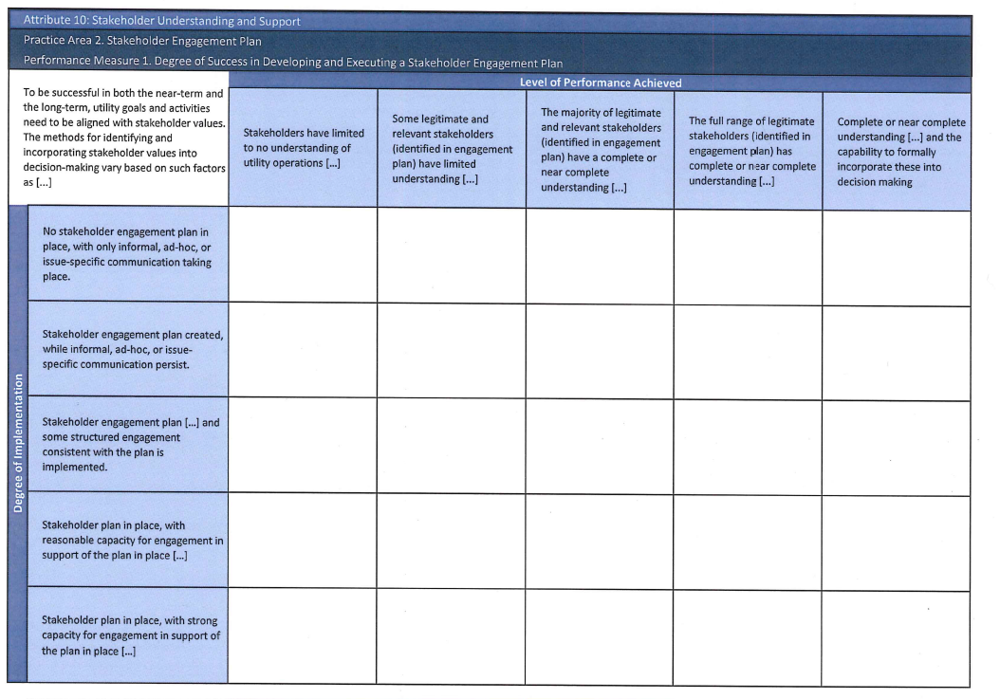 Attribute 10: Stakeholder Understanding and Support
Practice Area 2. Stakeholder Engagement Plan
Performance Measure 1. Degree of Success in Developing and Executing a Stakeholder Engagement Plan
To be successful in both the near-term and
the long-term, utility goals and activities
need to be aligned with stakeholder values.
The methods for identifying and
incorporating stakeholder values into
decision-making vary based on such factors
as [...]
Level of Performance Achieved
Stakeholders have limited
to no understanding of
utility operations [...]
Some legitimate and
relevant stakeholders
(identified in engagement
plan) have limited
understanding [...]
The majority of legitimate
and relevant stakeholders
(identified in engagement
plan) have a complete or
near complete
understanding [...]
The full range of legitimate
stakeholders (identified in
engagement plan) has
complete or near complete
understanding [...]
Complete or near complete
understanding [...] and the
capability to formally
incorporate these into
decision making
Degree of Implementation
No stakeholder engagement plan in
place, with only informal, ad-hoc, or
issue-specific communication taking
place.
Stakeholder engagement plan created,
while informal, ad-hoc, or issue-
specific communication persist.
Stakeholder engagement plan [...] and
some structured engagement
consistent with the plan is
implemented.
Stakeholder plan in place, with
reasonable capacity for engagement in
support of the plan in place [...]
Stakeholder plan in place, with strong
capacity for engagement in support of
the plan in place [...]